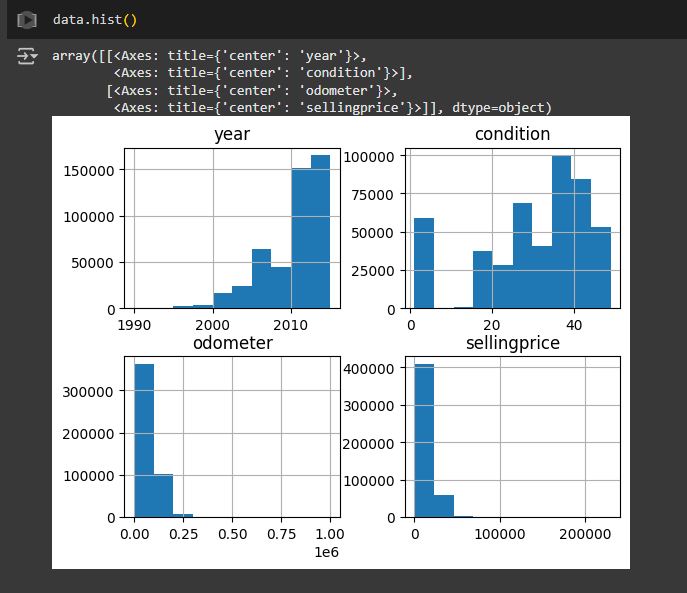 data.hist()
array([[<Axes: title={'center': 'year'}>,
<Axes: title={'center': 'condition'}>],
[<Axes: title={'center': 'odometer'}>,
<Axes: title={'center': 'sellingprice'}>]], dtype=object)
year
150000
100000
50000
0
1990 2000 2010
condition
100000
75000
50000
25000
0
0 20 40
odometer
300000
200000
100000
0
0.00 0.25 0.50 0.75 1.00
1e6
sellingprice
400000
300000
200000
100000
0
0 100000 200000